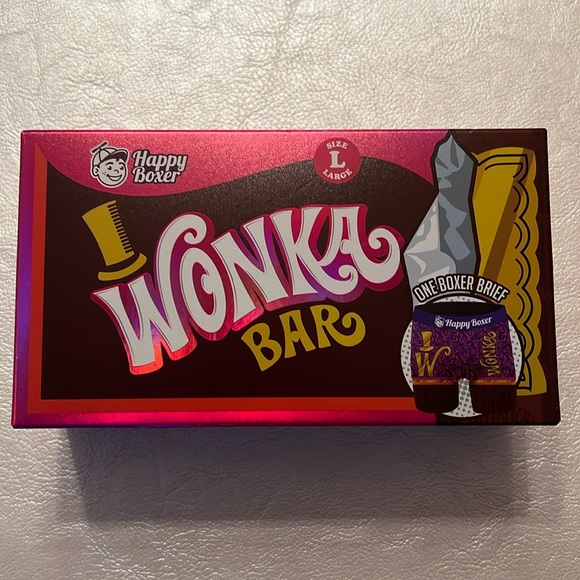 Happy
Boxer
SIZE
L
LARGE
WONKA
BAR
ONE BOXER BRIEF
Happy Boxer
W
WONKA